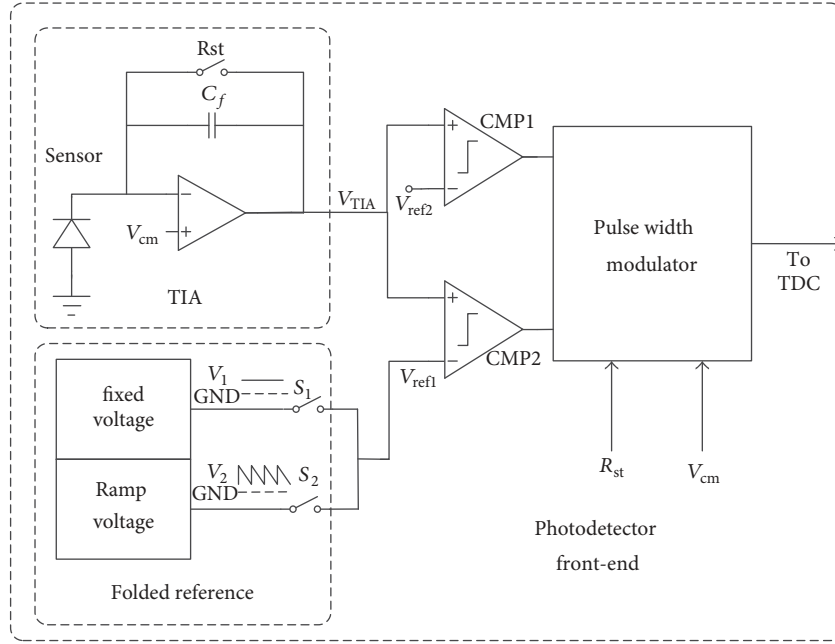 Rst
C_f
Sensor
−
V_cm
+
TIA
V_TIA
+
CMP1
−
V_ref2
+
CMP2
−
V_ref1
Pulse width
modulator
To
TDC
R_st
V_cm
fixed
voltage
V_1
GND
S_1
Ramp
voltage
V_2
GND
S_2
Folded reference
Photodetector
front-end